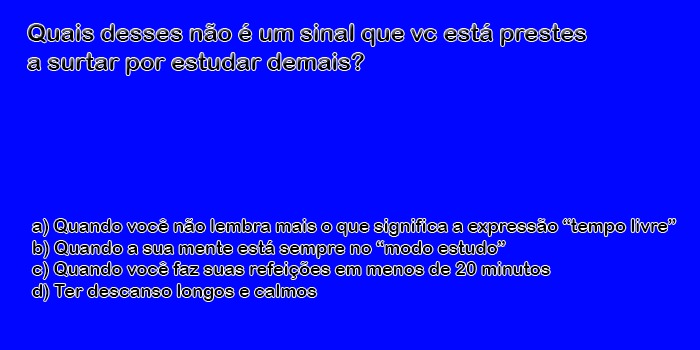 Quais desses não é um sinal que vc está prestes
a surtar por estudar demais?
a) Quando você não lembra mais o que significa a expressão “tempo livre”
b) Quando a sua mente está sempre no “modo estudo”
c) Quando você faz suas refeições em menos de 20 minutos
d) Ter descanso longos e calmos